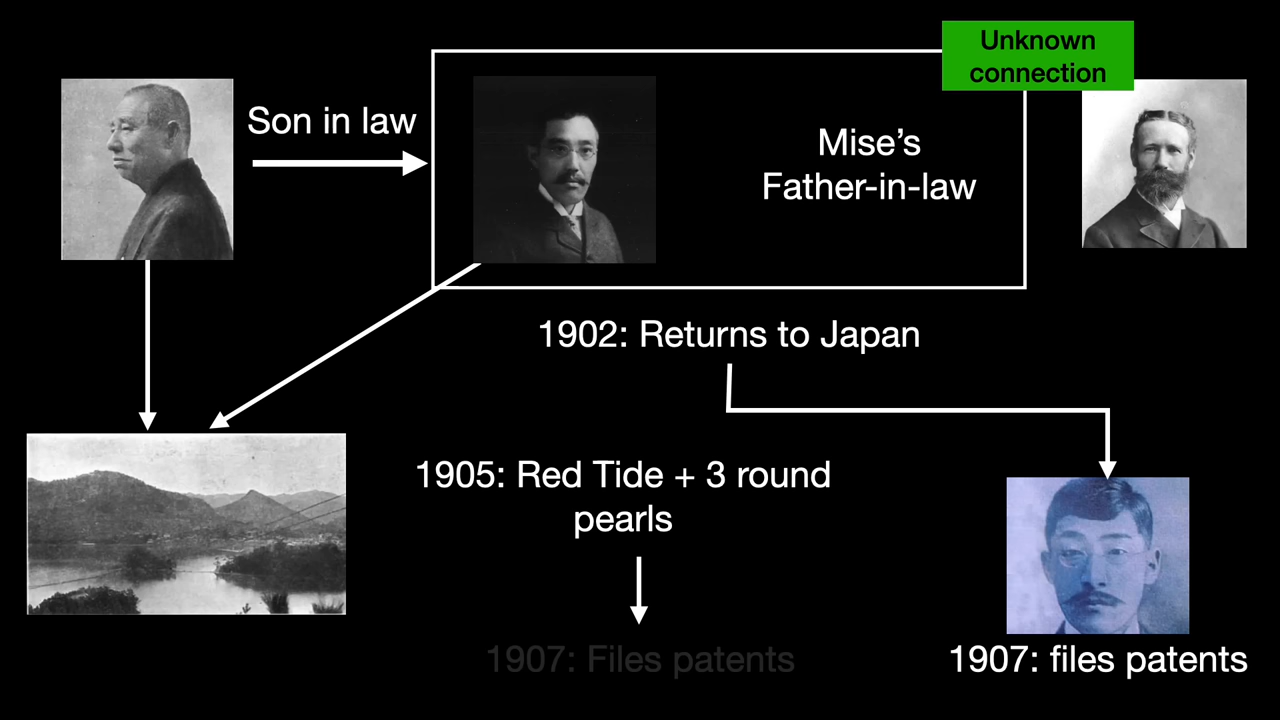 Unknown
connection
Son in law
Mise’s
Father-in-law
1902: Returns to Japan
1905: Red Tide + 3 round
pearls
1907: Files patents
1907: files patents